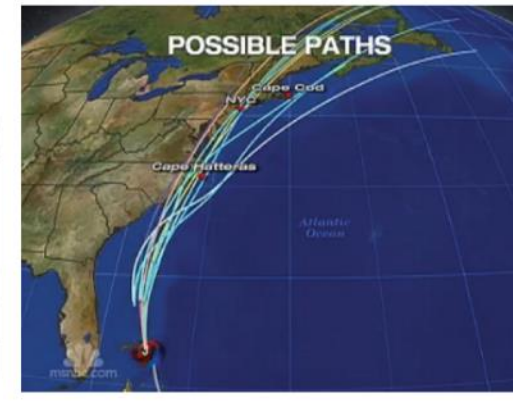 POSSIBLE PATHS
Cape Cod
NYC
Cape Hatteras
Atlantic
Ocean
msnbc.com